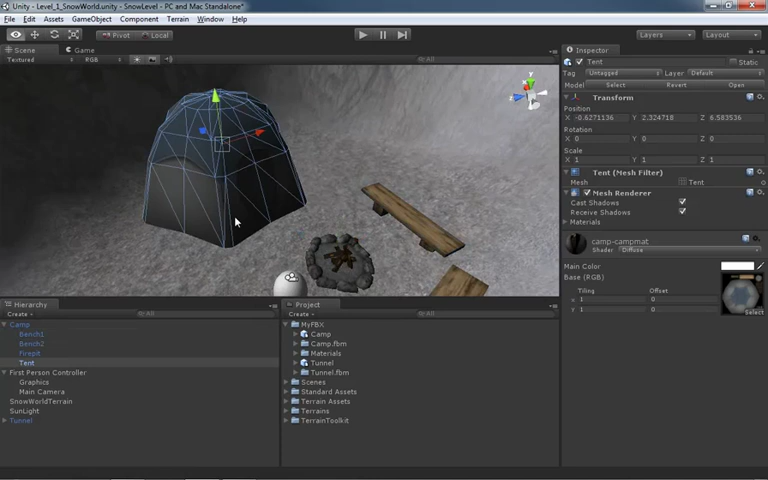 Unity - Level_1_SnowWorld.unity - SnowLevel - PC and Mac Standalone*
File Edit Assets GameObject Component Terrain Window Help
Pivot Local Layers Layout
Scene Game
Textured RGB All
Inspector
Tent Static
Tag Untagged Layer Default
Model Select Revert Open
Transform
Position
X -0.6271136 Y 2.324718 Z 6.583536
Rotation
X 0 Y 0 Z 0
Scale
X 1 Y 1 Z 1
Tent (Mesh Filter)
Mesh Tent
Mesh Renderer
Cast Shadows
Receive Shadows
Materials
camp-campmat
Shader Diffuse
Main Color
Base (RGB)
Tiling Offset
x 1 0
y 1 0
Select
Hierarchy
Create All
Camp
Bench1
Bench2
Firepit
Tent
First Person Controller
Graphics
Main Camera
SnowWorldTerrain
SunLight
Tunnel
Project
Create All
MyFBX
Camp
Camp.fbm
Materials
Tunnel
Tunnel.fbm
Scenes
Standard Assets
Terrain Assets
Terrains
TerrainToolkit